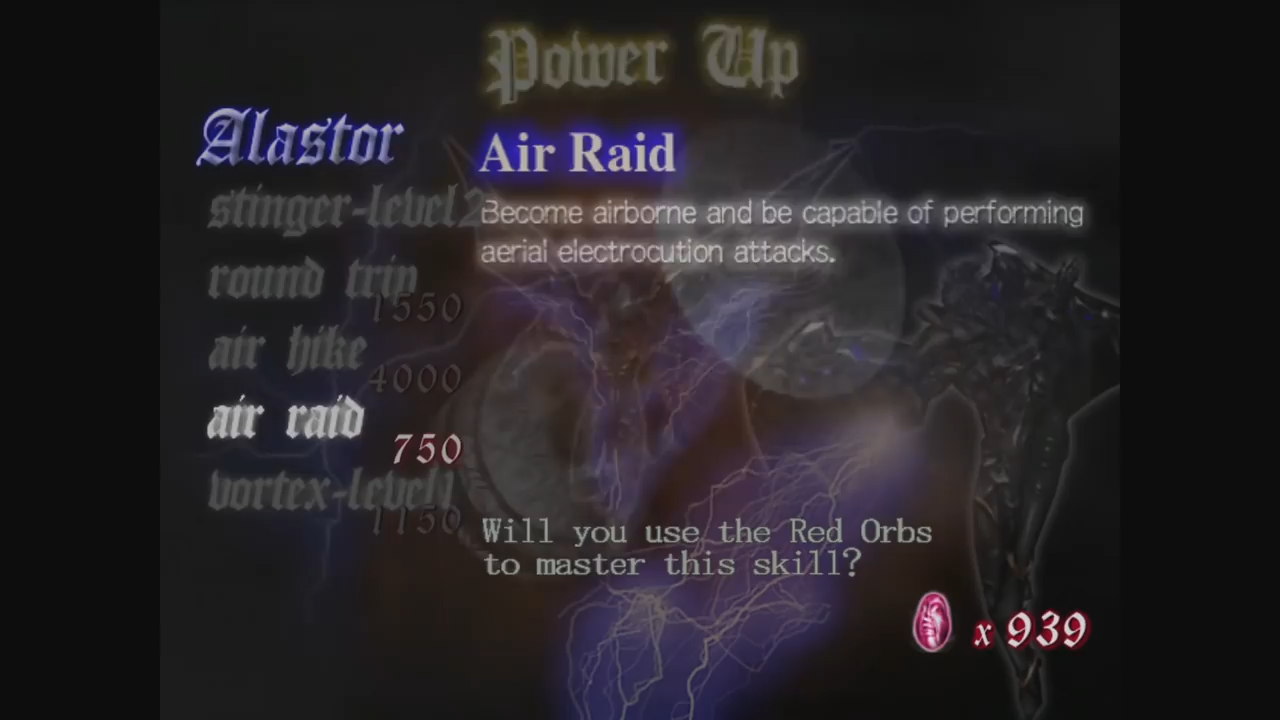 Power Up
Alastor
Air Raid
stinger-level2
Become airborne and be capable of performing
aerial electrocution attacks.
round trip
1550
air hike
4000
air raid
750
vortex-level1
1150
Will you use the Red Orbs
to master this skill?
x 939